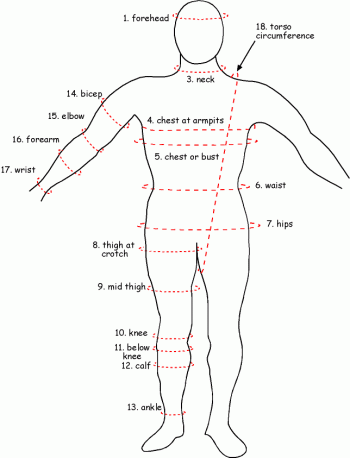 1. forehead
18. torso
circumference
3. neck
14. bicep
15. elbow
4. chest at armpits
16. forearm
5. chest or bust
17. wrist
6. waist
7. hips
8. thigh at
crotch
9. mid thigh
10. knee
11. below
knee
12. calf
13. ankle